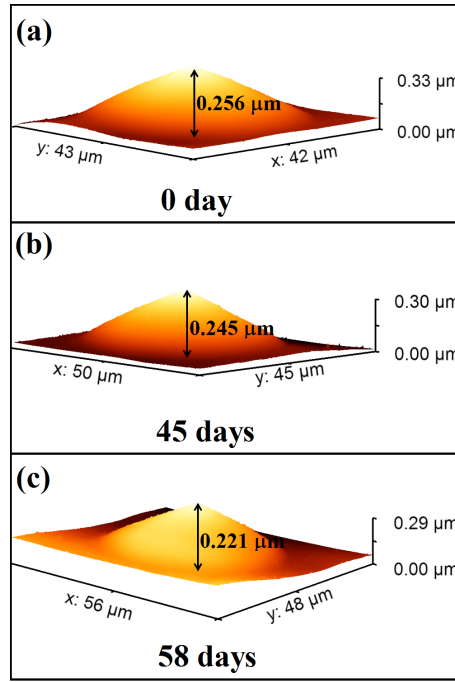 (a)
0.33 µm
0.256 µm
0.00 µm
y: 43 µm
x: 42 µm
0 day
(b)
0.30 µm
0.245 µm
0.00 µm
x: 50 µm
y: 45 µm
45 days
(c)
0.29 µm
0.221 µm
0.00 µm
x: 56 µm
y: 48 µm
58 days